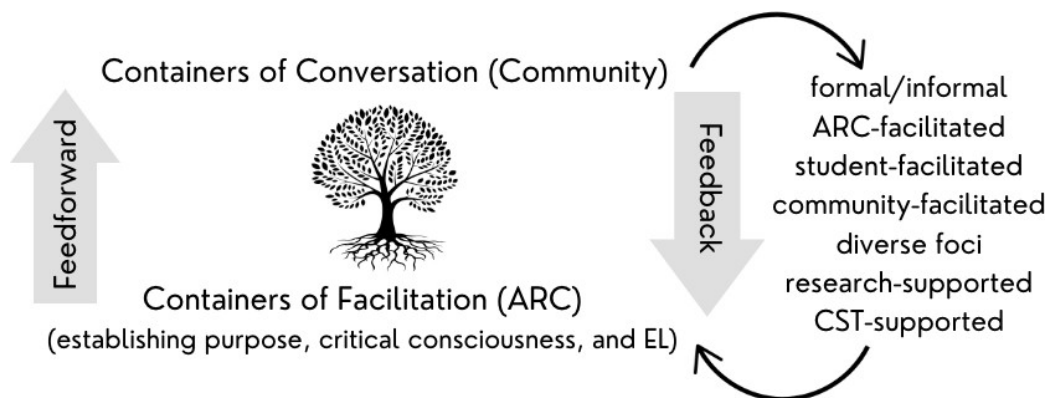 Containers of Conversation (Community)
Feedforward
Feedback
Containers of Facilitation (ARC)
(establishing purpose, critical consciousness, and EL)
formal/informal
ARC-facilitated
student-facilitated
community-facilitated
diverse foci
research-supported
CST-supported